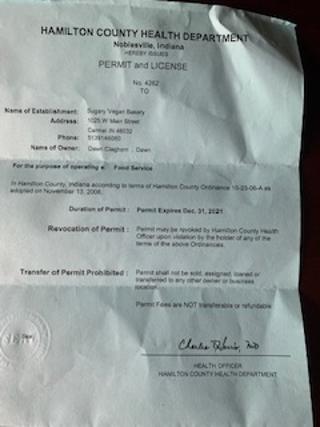 HAMILTON COUNTY HEALTH DEPARTMENT
Noblesville, Indiana
HEREBY ISSUES
PERMIT and LICENSE
No. 4262
TO
Name of Establishment: Sugary Vegan Bakery
Address: 1025 W Main Street
Carmel IN 46032
Phone:
Name of Owner: Dawn , Dawn
For the purpose of operating a: Food Service
In Hamilton County, Indiana according to terms of Hamilton County Ordinance 10-23-06-A as
adopted on November 13, 2006.
Duration of Permit : Permit Expires Dec. 31, 2021
Revocation of Permit : Permit may be revoked by Hamilton County Health
Officer upon violation by the holder of any of the
terms of the above Ordinances.
Transfer of Permit Prohibited : Permit shall not be sold, assigned, loaned or
transferred to any other owner or business
location.
Permit Fees are NOT transferable or refundable
HEALTH OFFICER
HAMILTON COUNTY HEALTH DEPARTMENT